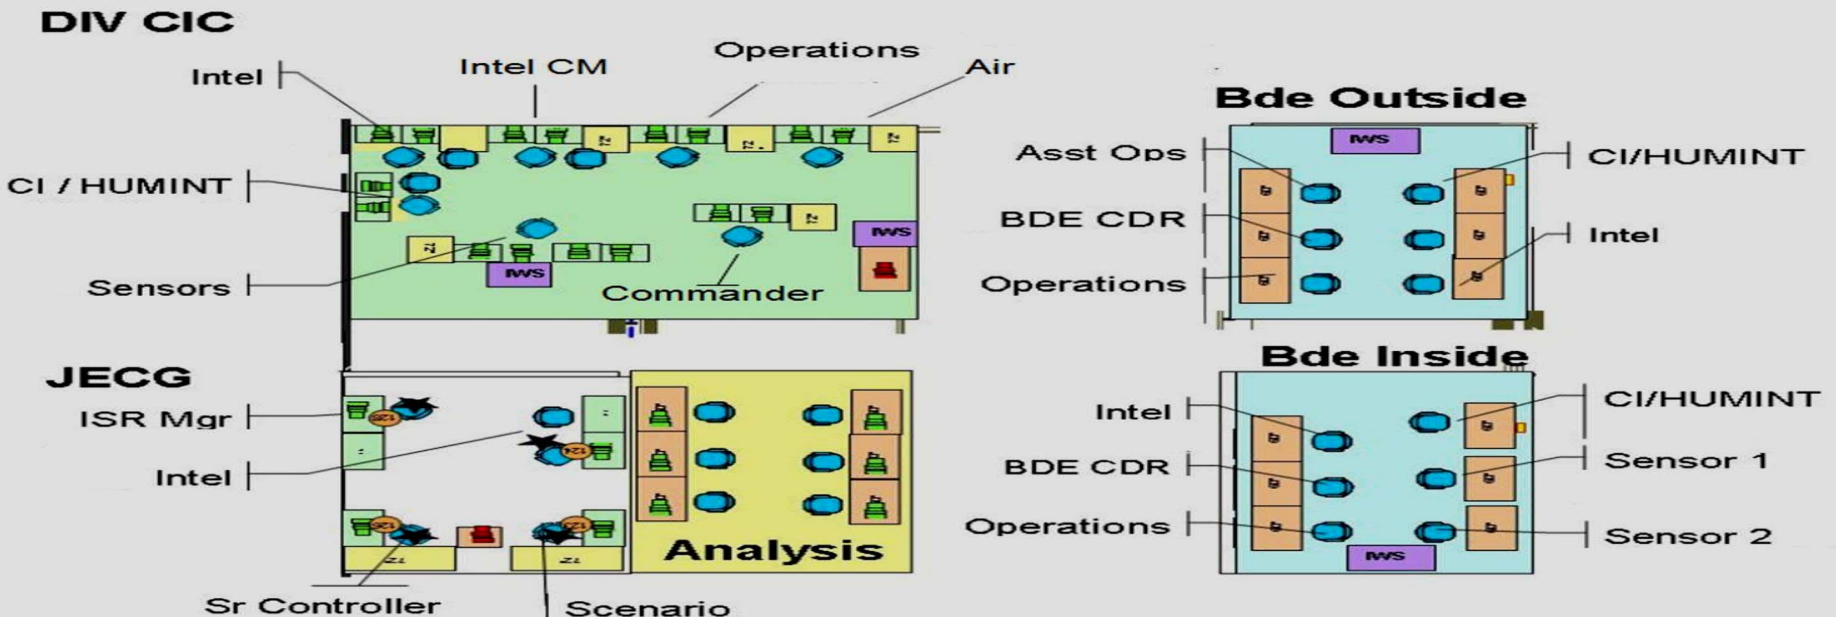 DIV CIC
Intel
Intel CM
Operations
Air
CI / HUMINT
Sensors
IWS
Commander
IWS
Bde Outside
IWS
Asst Ops
CI/HUMINT
BDE CDR
Intel
Operations
JECG
ISR Mgr
Intel
Sr Controller
Scenario
Analysis
Bde Inside
Intel
CI/HUMINT
BDE CDR
Sensor 1
Operations
Sensor 2
IWS